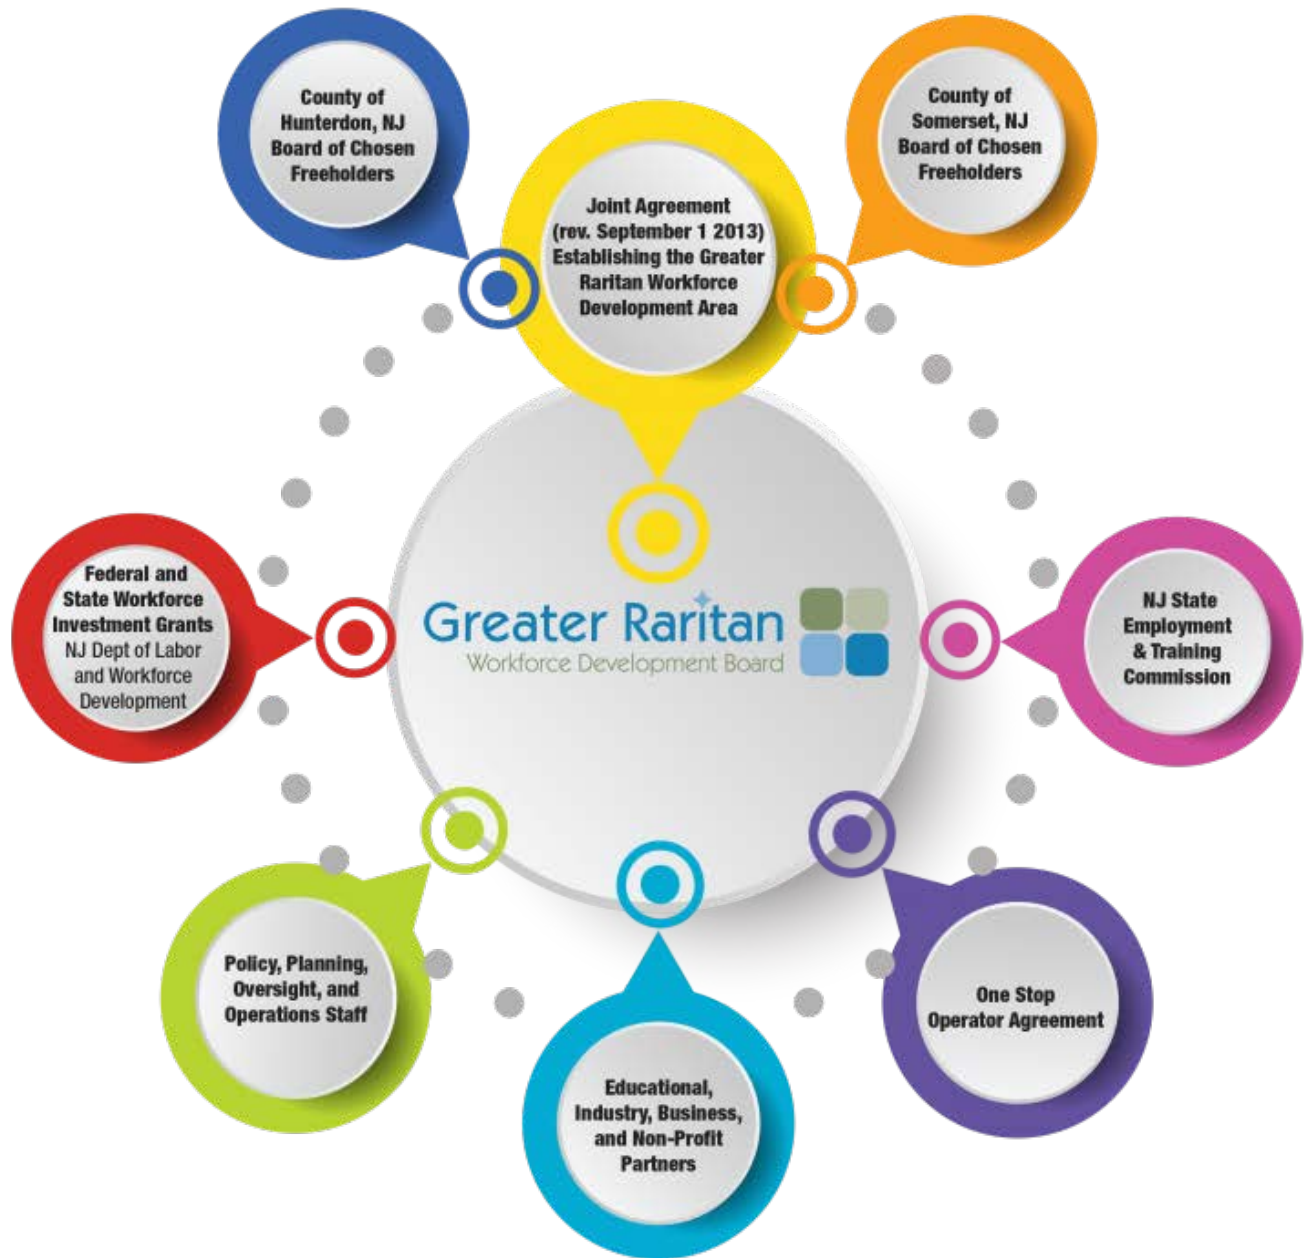 County of
Hunterdon, NJ
Board of Chosen
Freeholders
County of
Somerset, NJ
Board of Chosen
Freeholders
Joint Agreement
(rev. September 1 2013)
Establishing the Greater
Raritan Workforce
Development Area
Federal and
State Workforce
Investment Grants
NJ Dept of Labor
and Workforce
Development
Greater Raritan
Workforce Development Board
NJ State
Employment
& Training
Commission
Policy, Planning,
Oversight, and
Operations Staff
One Stop
Operator Agreement
Educational,
Industry, Business,
and Non-Profit
Partners